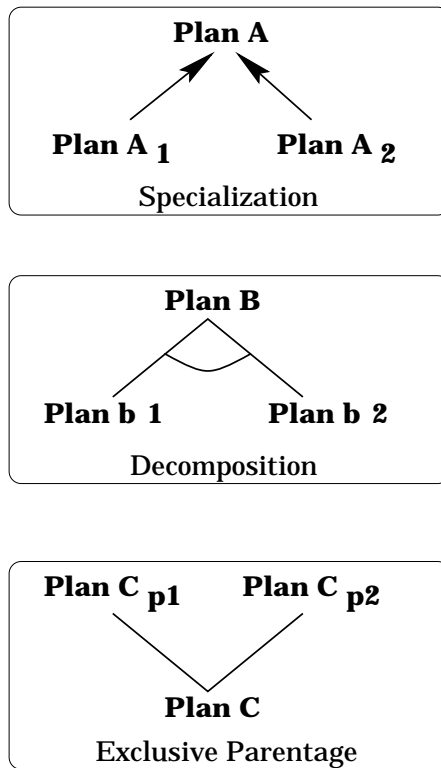 Plan A
Plan A 1 Plan A 2
Specialization
Plan B
Plan b 1 Plan b 2
Decomposition
Plan C p1 Plan C p2
Plan C
Exclusive Parentage